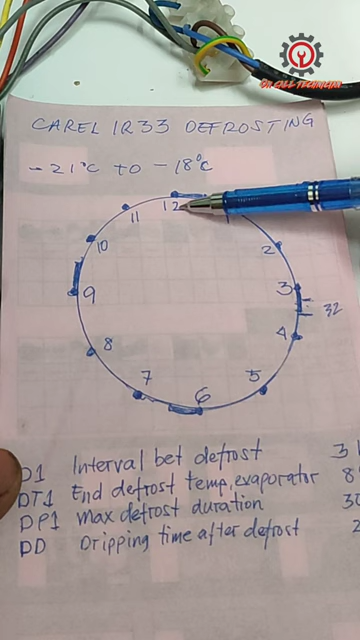 ON CALL TECHNICIAN
CAREL IR33 DEFROSTING
-21°C to -18°C
12
11
2
10
3
9
32
4
8
5
7
6
D1 Interval bet defrost 3
DT1 End defrost temp, evaporator 8
DP1 max defrost duration 30
DD Dripping time after defrost 2